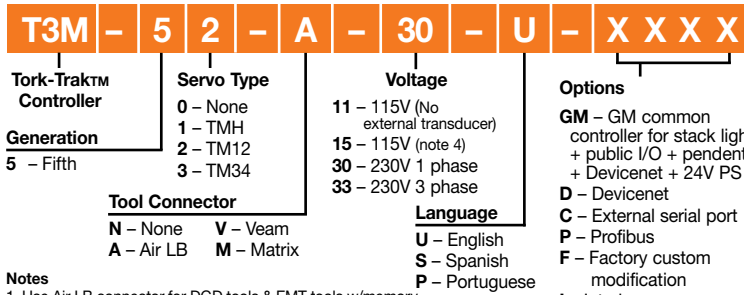 T3M – 5 2 – A – 30 – U – X X X X
Tork-Trak™
Controller
Generation
5 – Fifth
Servo Type
0 – None
1 – TMH
2 – TM12
3 – TM34
Tool Connector
N – None V – Veam
A – Air LB M – Matrix
Voltage
11 – 115V (No
external transducer)
15 – 115V (note 4)
30 – 230V 1 phase
33 – 230V 3 phase
Language
U – English
S – Spanish
P – Portuguese
Options
GM – GM common
controller for stack ligh
+ public I/O + pendent
+ Devicenet + 24V PS
D – Devicenet
C – External serial port
P – Profibus
F – Factory custom
modification
Notes